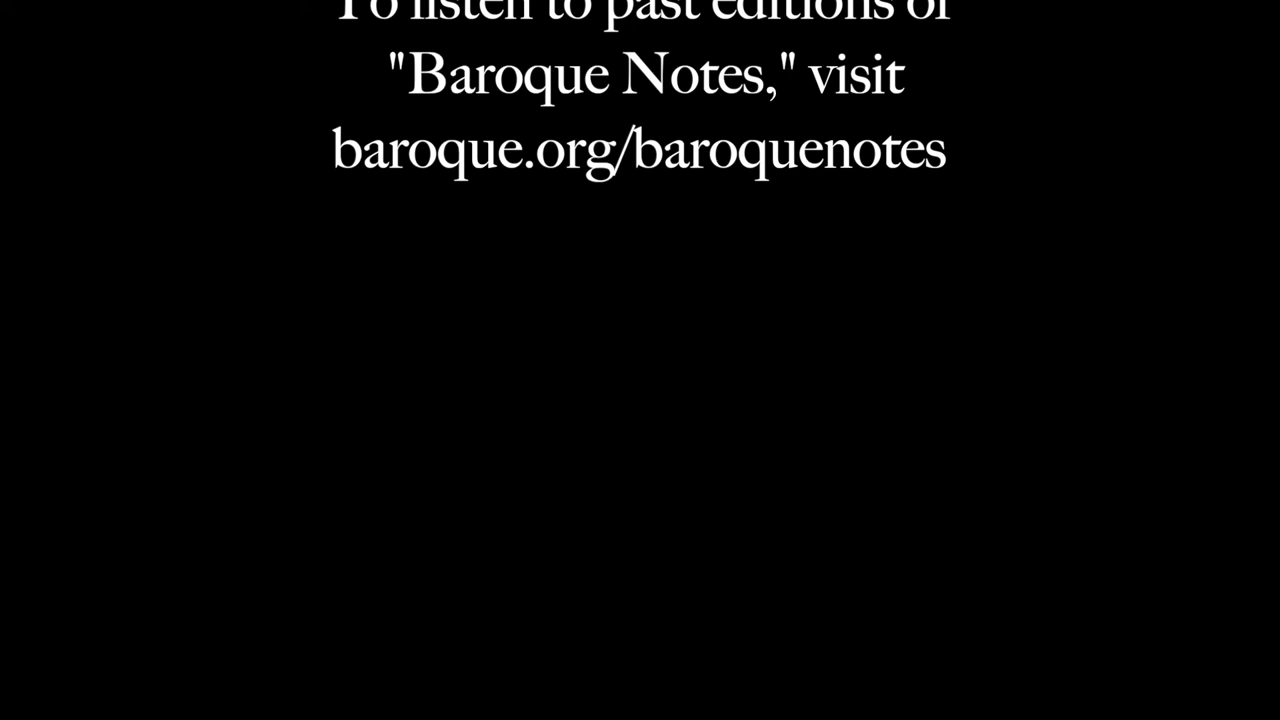 To listen to past editions of
"Baroque Notes," visit
baroque.org/baroquenotes